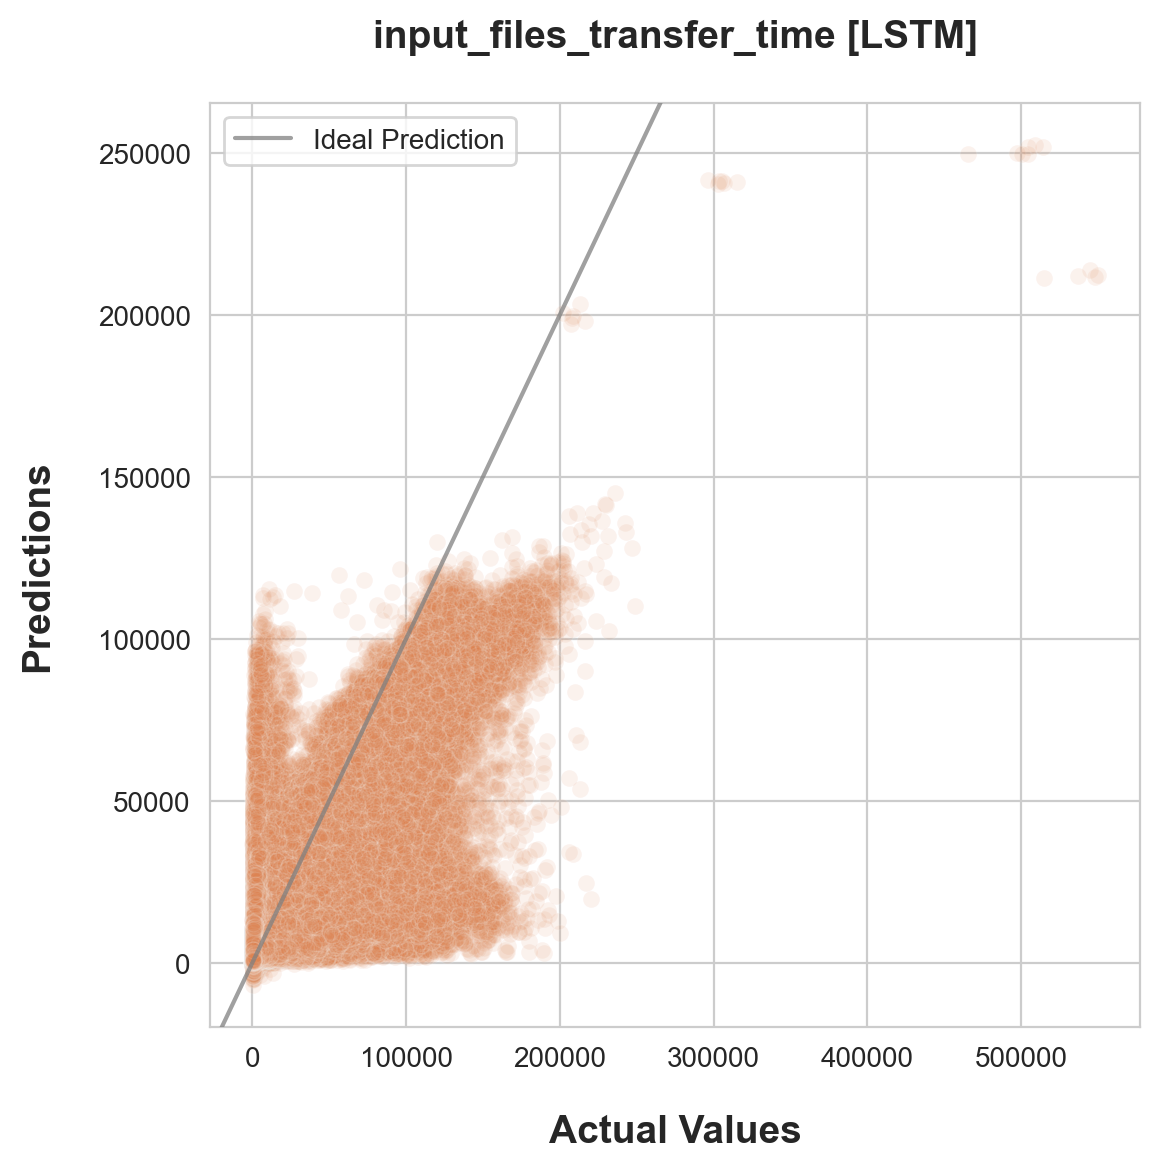 input_files_transfer_time [LSTM]
Ideal Prediction
250000
200000
150000
100000
50000
0
Predictions
0 100000 200000 300000 400000 500000
Actual Values